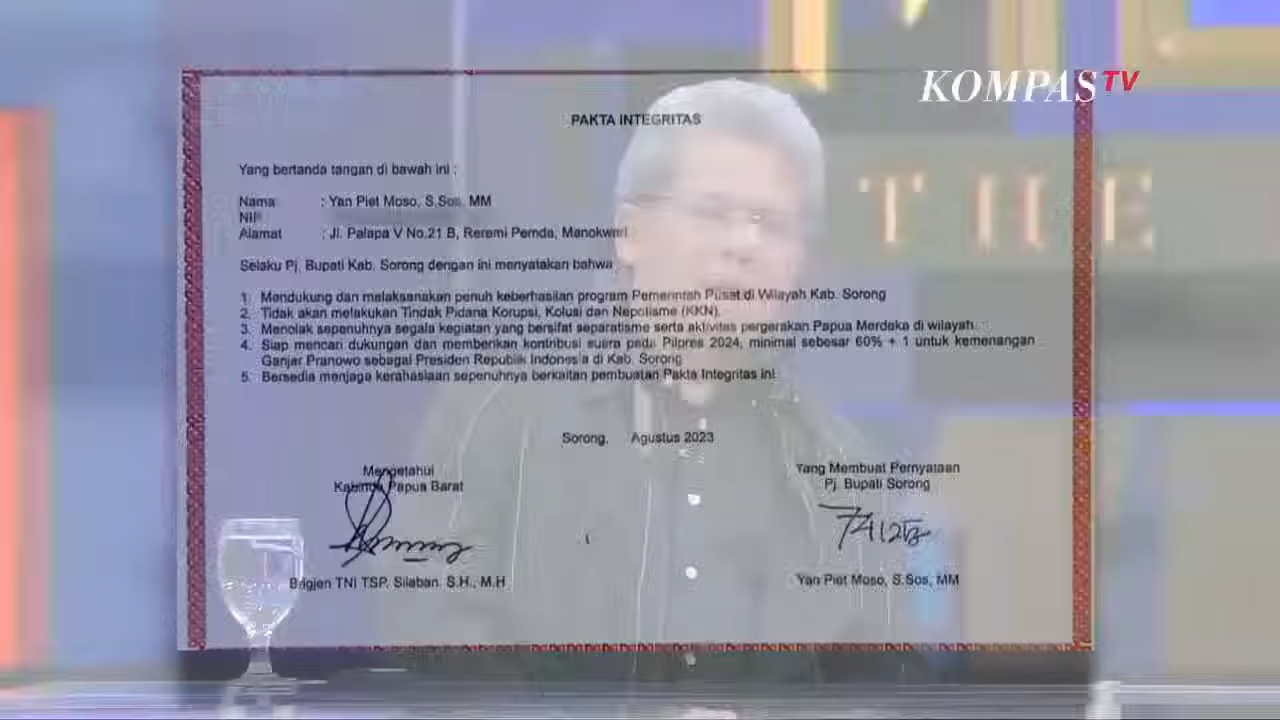 KOMPAS TV
THE
PAKTA INTEGRITAS
Yang bertanda tangan di bawah ini :
Nama : Yan Piet Moso, S.Sos, MM
NIP
Alamat : Jl. Palapa V No.21 B, Reremi Pemda, Manokwari
Selaku Pj. Bupati Kab. Sorong dengan ini menyatakan bahwa
1. Mendukung dan melaksanakan penuh keberhasilan program Pemerintah Pusat di Wilayah Kab. Sorong
2. Tidak akan melakukan Tindak Pidana Korupsi, Kolusi dan Nepotisme (KKN).
3. Menolak sepenuhnya segala kegiatan yang bersifat separatisme serta aktivitas pergerakan Papua Merdeka di wilayah.
4. Siap mencari dukungan dan memberikan kontribusi suara pada Pilpres 2024, minimal sebesar 60% + 1 untuk kemenangan
Ganjar Pranowo sebagai Presiden Republik Indonesia di Kab. Sorong
5. Bersedia menjaga kerahasiaan sepenuhnya berkaitan pembuatan Pakta Integritas ini
Sorong, Agustus 2023
Mengetahui
Kabinda Papua Barat
Brigjen TNI TSP. Silaban. S.H., M.H
Yang Membuat Pernyataan
Pj. Bupati Sorong
Yan Piet Moso, S.Sos, MM